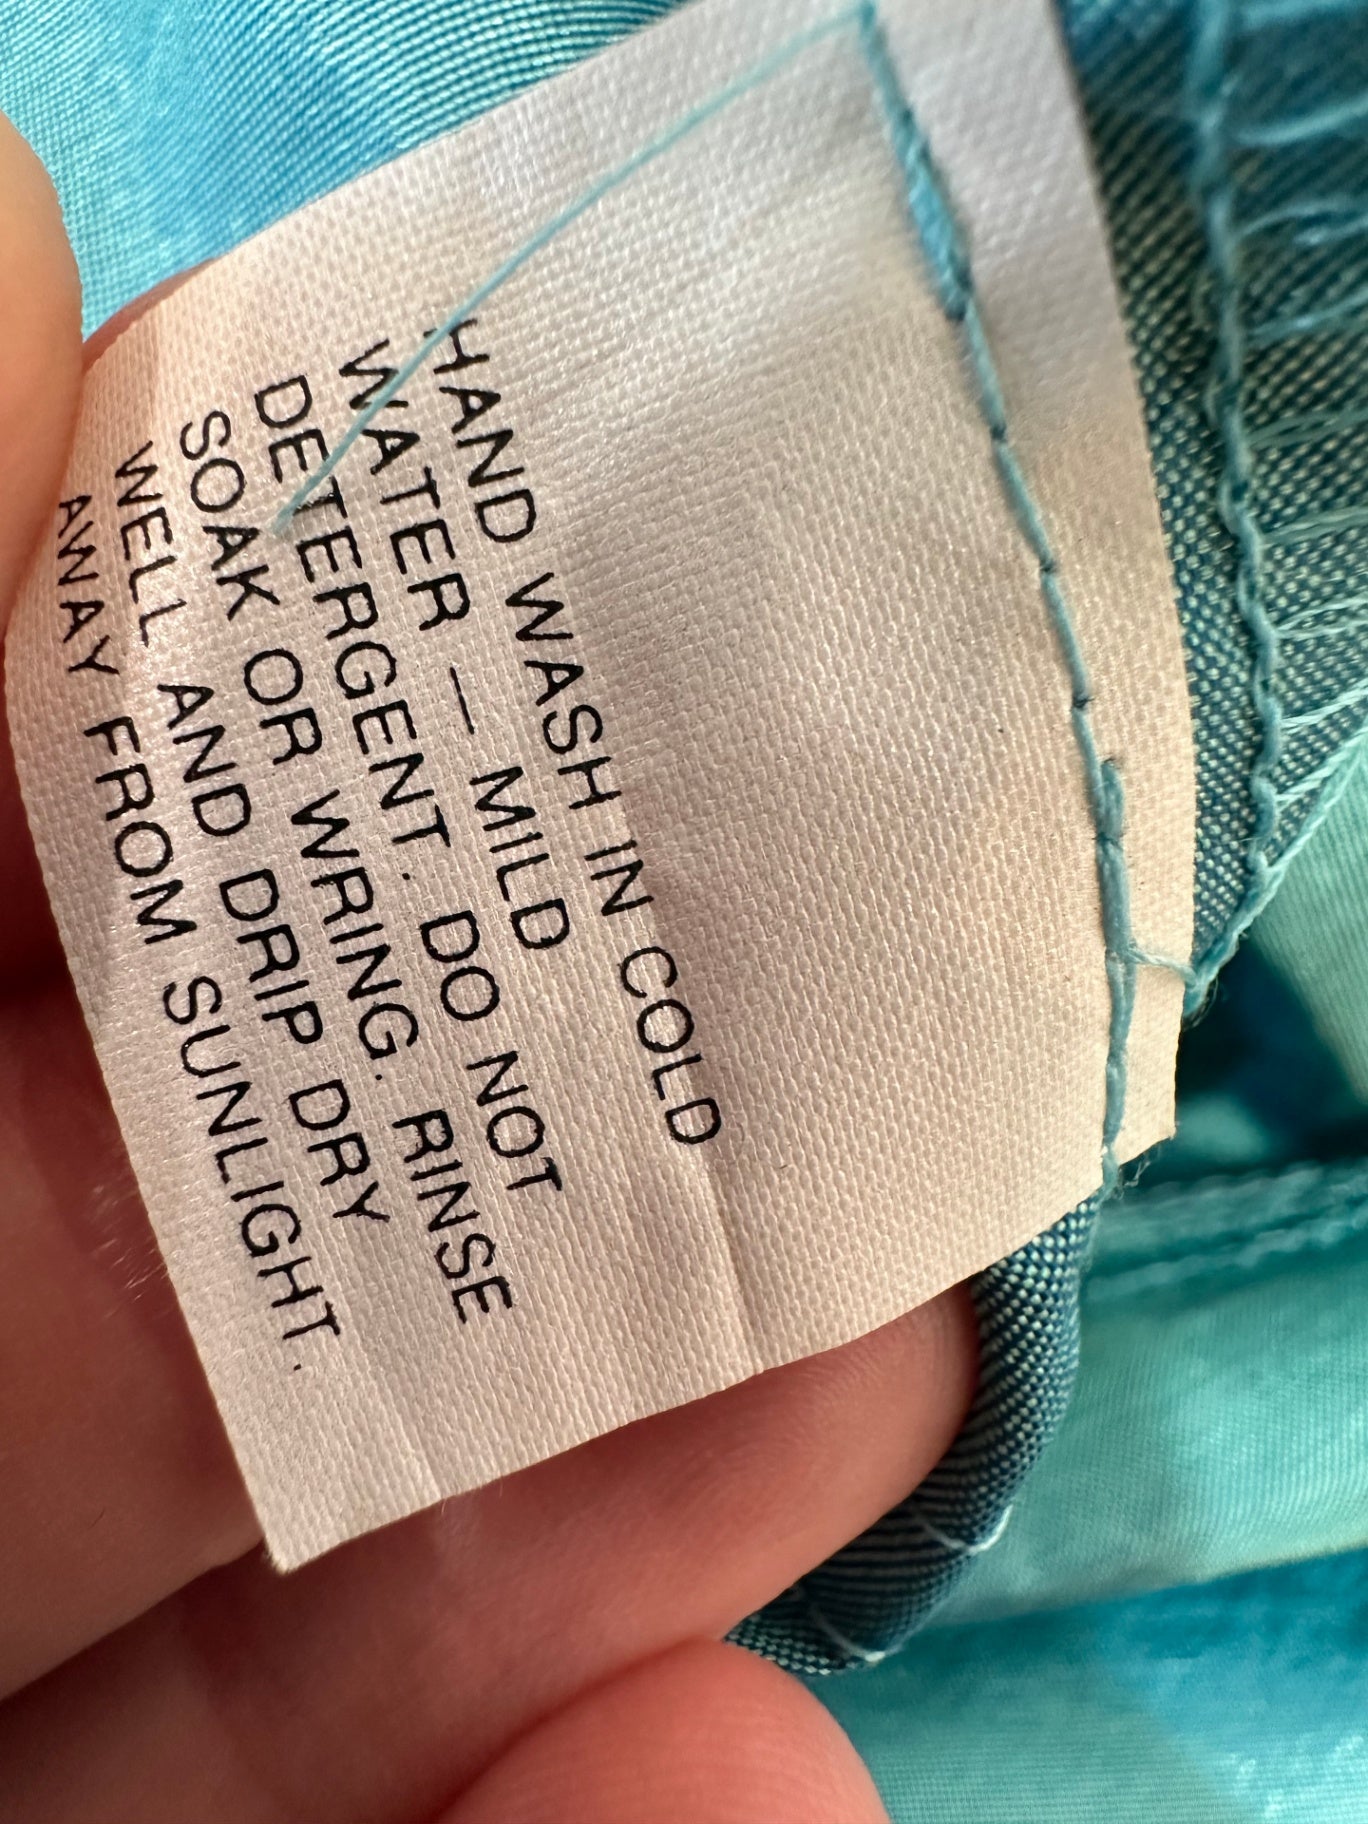 HAND WASH IN COLD
WATER – MILD
DETERGENT. DO NOT
SOAK OR WRING. RINSE
WELL AND DRIP DRY
AWAY FROM SUNLIGHT.